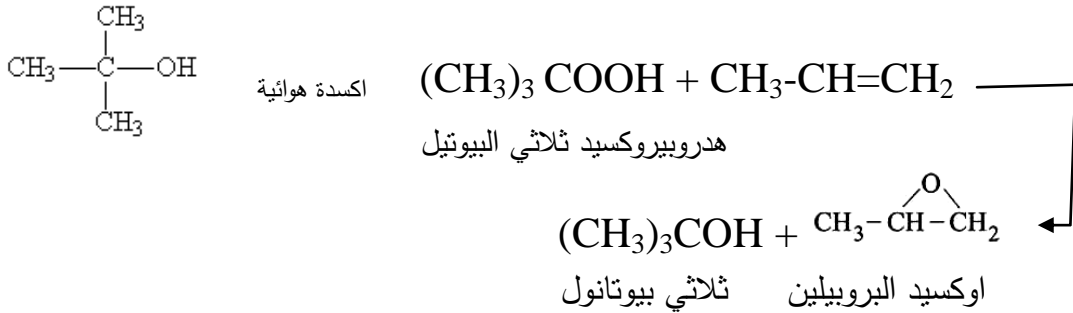 CH3
CH3—C—OH
CH3
اكسدة هوائية
(CH3)3 COOH + CH3-CH=CH2
هدروبيروكسيد ثلاثي البيوتيل
O
(CH3)3COH + CH3-CH-CH2
اوكسيد البروبيلين ثلاثي بيوتانول